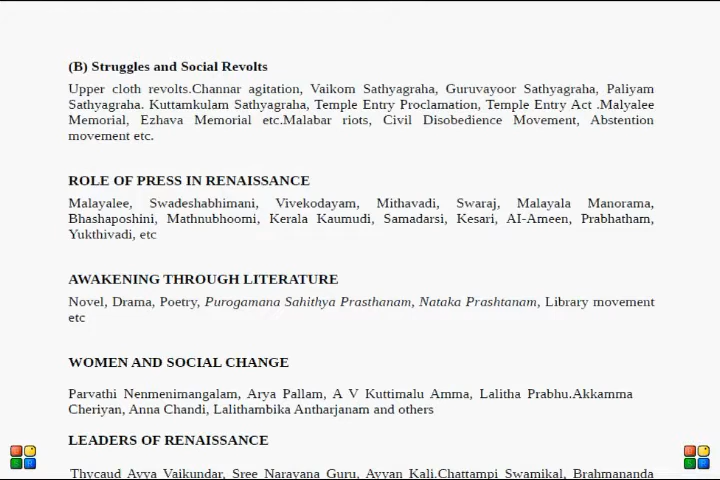 (B) Struggles and Social Revolts
Upper cloth revolts.Channar agitation, Vaikom Sathyagraha, Guruvayoor Sathyagraha, Paliyam
Sathyagraha. Kuttamkulam Sathyagraha, Temple Entry Proclamation, Temple Entry Act .Malyalee
Memorial, Ezhava Memorial etc.Malabar riots, Civil Disobedience Movement, Abstention
movement etc.
ROLE OF PRESS IN RENAISSANCE
Malayalee, Swadeshabhimani, Vivekodayam, Mithavadi, Swaraj, Malayala Manorama,
Bhashaposhini, Mathnubhoomi, Kerala Kaumudi, Samadarsi, Kesari, AI-Ameen, Prabhatham,
Yukthivadi, etc
AWAKENING THROUGH LITERATURE
Novel, Drama, Poetry, Purogamana Sahithya Prasthanam, Nataka Prashtanam, Library movement
etc
WOMEN AND SOCIAL CHANGE
Parvathi Nenmenimangalam, Arya Pallam, A V Kuttimalu Amma, Lalitha Prabhu.Akkamma
Cheriyan, Anna Chandi, Lalithambika Antharjanam and others
LEADERS OF RENAISSANCE
Thycaud Ayya Vaikundar, Sree Narayana Guru, Ayyan Kali.Chattampi Swamikal, Brahmananda